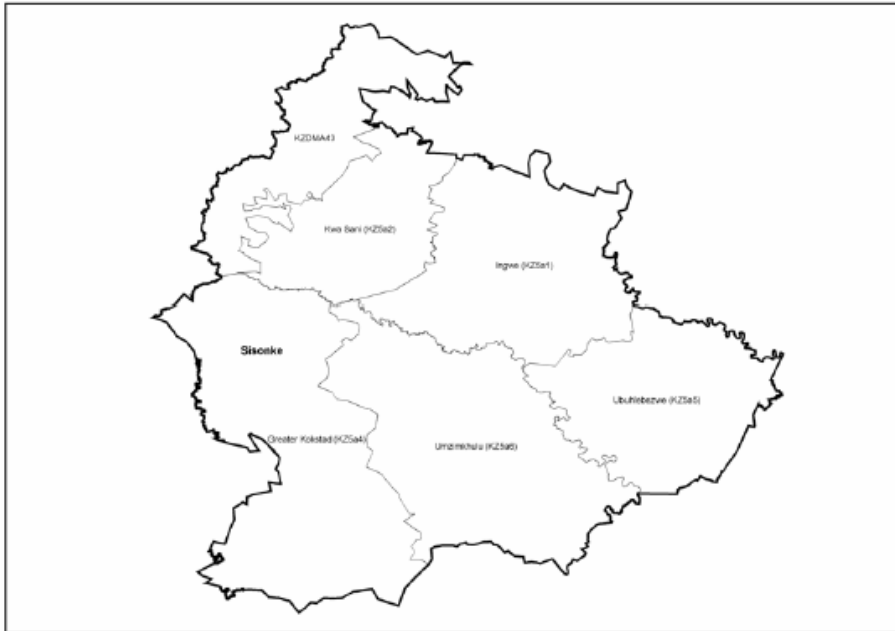 KZDMA43
Kwa Sani (KZ5a2)
Ingwe (KZ5a1)
Sisonke
Ubuhlebezwe (KZ5a5)
Greater Kokstad (KZ5a4)
Umzimkhulu (KZ5a6)